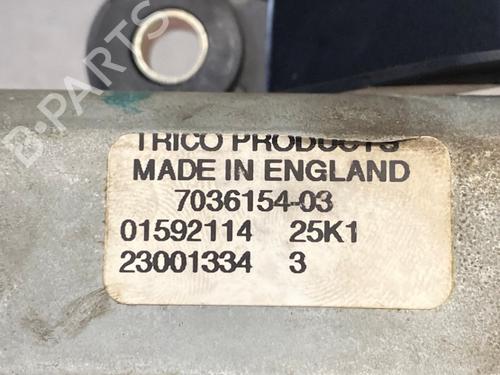 TRICO PRODUCTS
MADE IN ENGLAND
7036154-03
01592114 25K1
23001334 3
B-PARTS